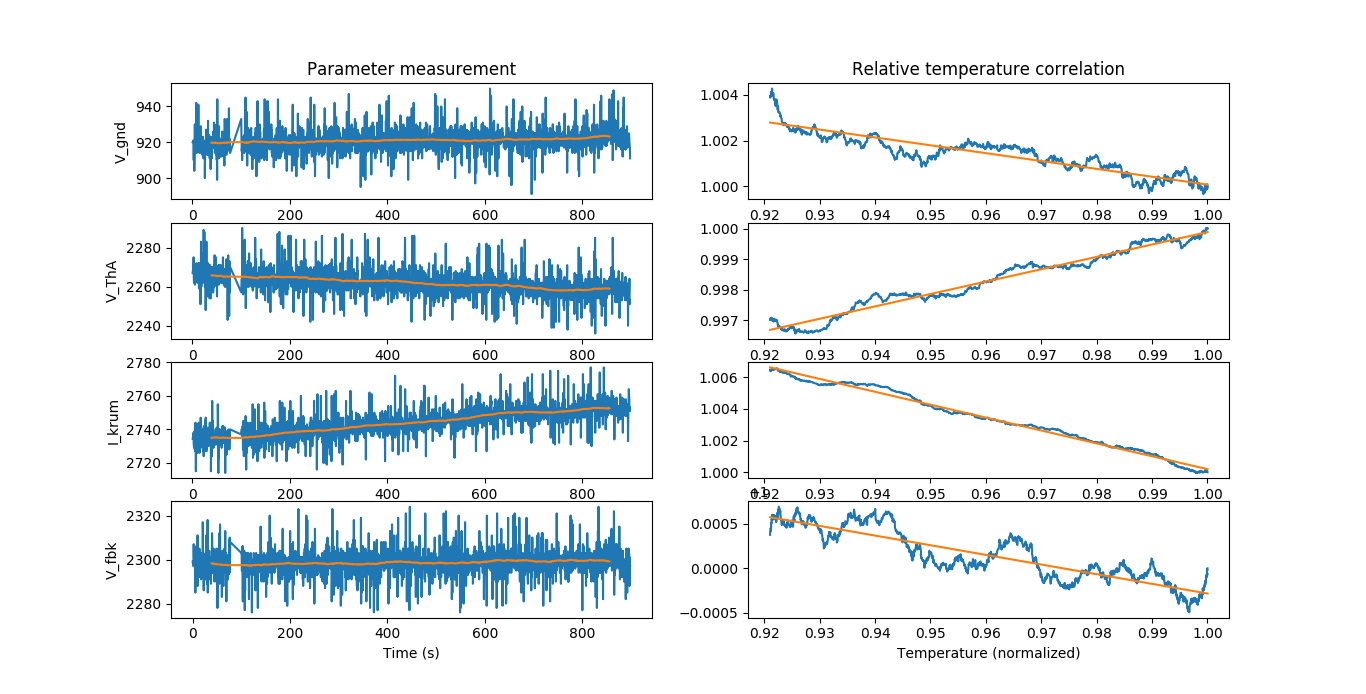 Parameter measurement
940
920
900
V_gnd
0 200 400 600 800
2280
2260
2240
V_ThA
0 200 400 600 800
2780
2760
2740
2720
I_krum
0 200 400 600 800
2320
2300
2280
V_fbk
0 200 400 600 800
Time (s)
Relative temperature correlation
1.004
1.002
1.000
0.92 0.93 0.94 0.95 0.96 0.97 0.98 0.99 1.00
1.000
0.999
0.998
0.997
0.92 0.93 0.94 0.95 0.96 0.97 0.98 0.99 1.00
1.006
1.004
1.002
1.000
0.92 0.93 0.94 0.95 0.96 0.97 0.98 0.99 1.00
+1
0.0005
0.0000
−0.0005
0.92 0.93 0.94 0.95 0.96 0.97 0.98 0.99 1.00
Temperature (normalized)